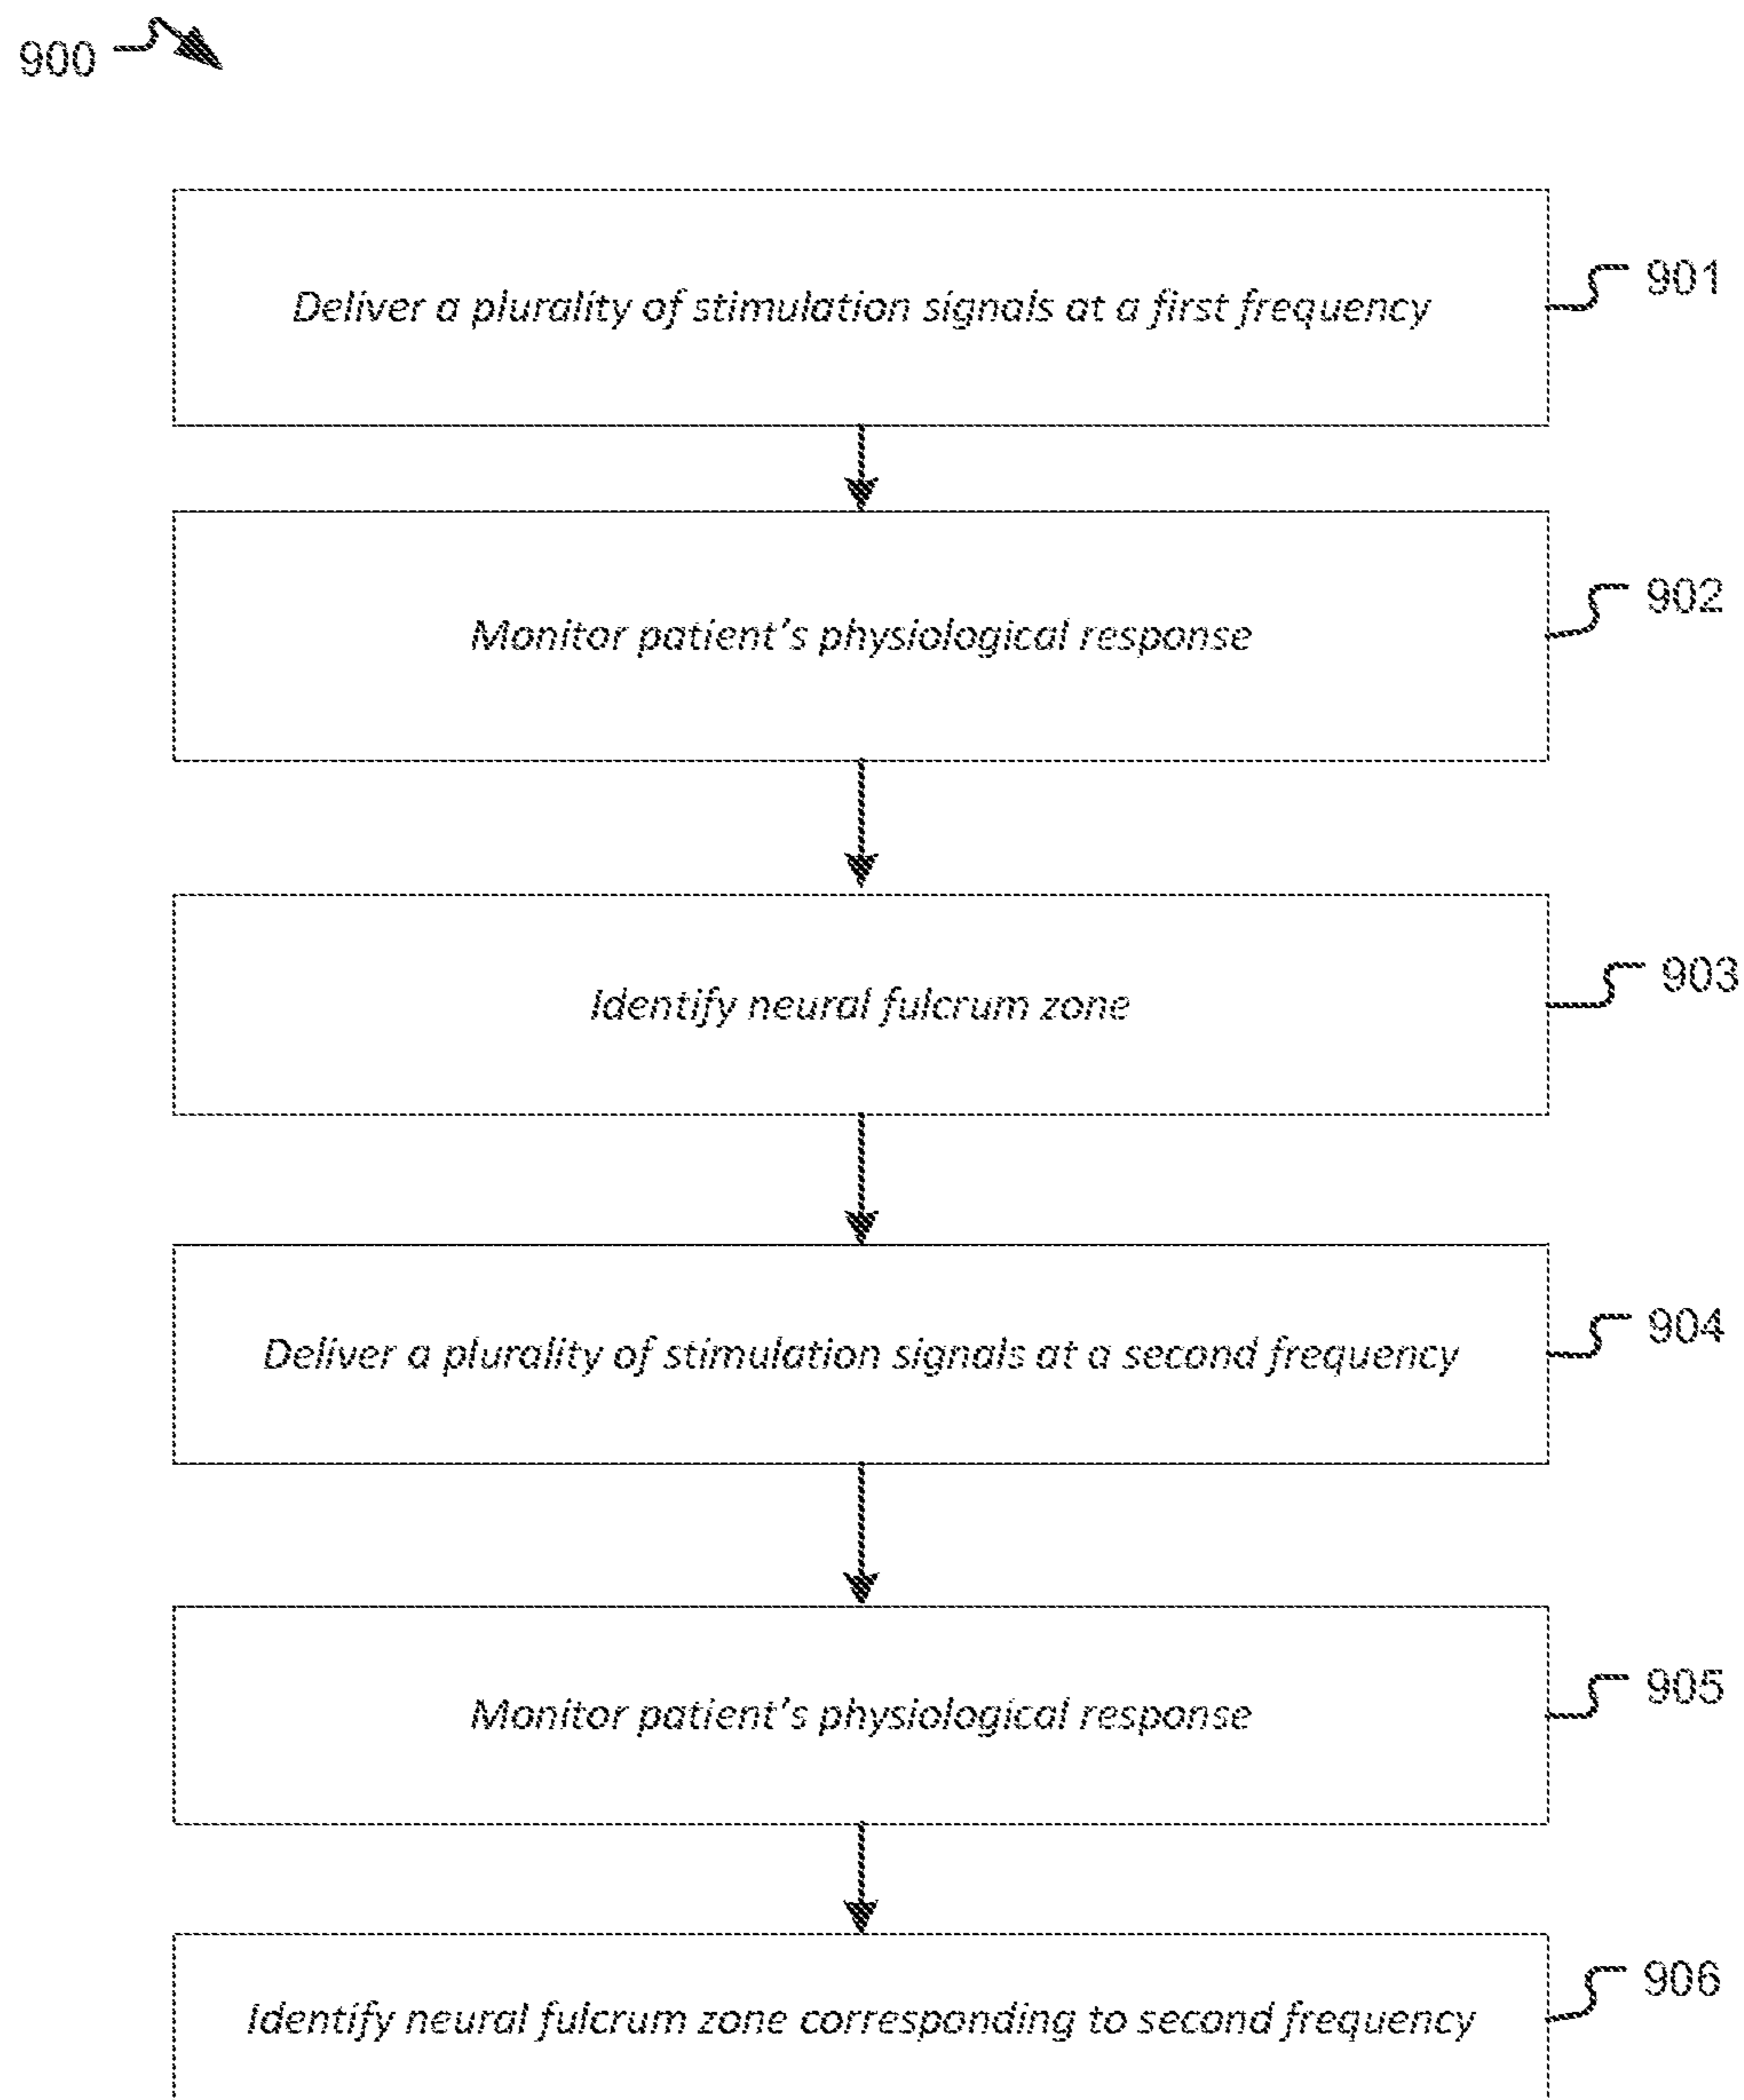 900
Deliver a plurality of stimulation signals at a first frequency
901
Monitor patient's physiological response
902
Identify neural fulcrum zone
903
Deliver a plurality of stimulation signals at a second frequency
904
Monitor patient's physiological response
905
Identify neural fulcrum zone corresponding to second frequency
906